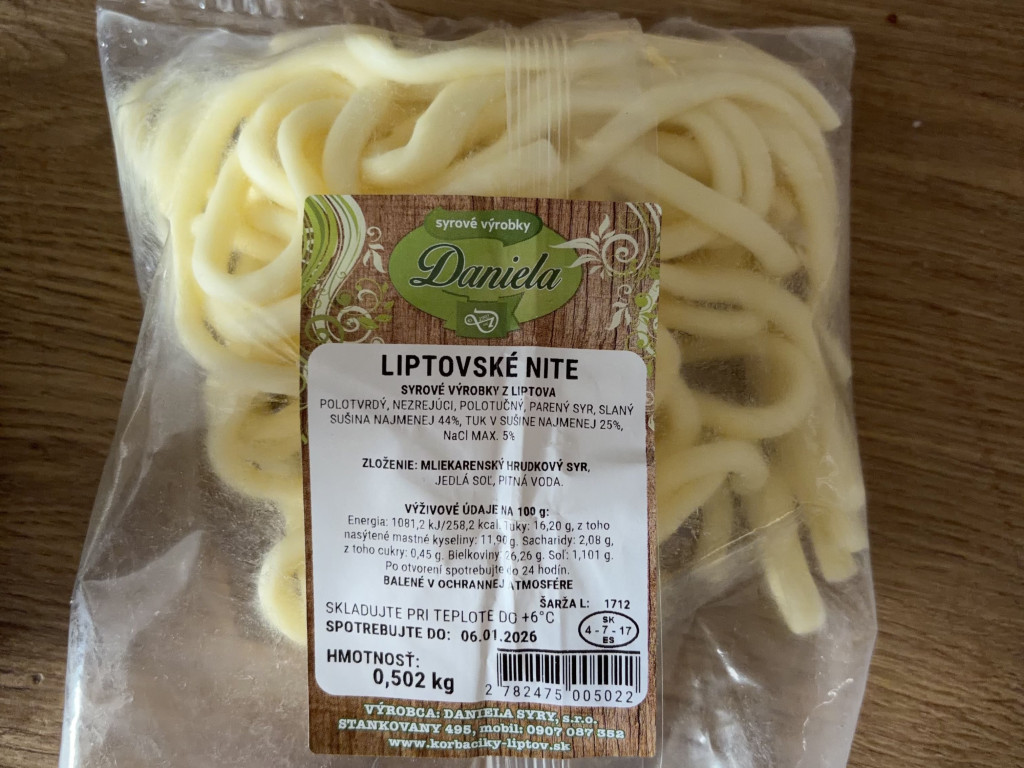 syrové výrobky
Daniela
LIPTOVSKÉ NITE
SYROVÉ VÝROBKY Z LIPTOVA
POLOTVRDÝ, NEZREJÚCI, POLOTUČNÝ, PARENÝ SYR, SLANÝ
SUŠINA NAJMENEJ 44%, TUK V SUŠINE NAJMENEJ 25%,
NaCl MAX. 5%
ZLOŽENIE: MLIEKARENSKÝ HRUDKOVÝ SYR,
JEDLÁ SOĽ, PITNÁ VODA.
VÝŽIVOVÉ ÚDAJE NA 100 g:
Energia: 1081,2 kJ/258,2 kcal, Tuky: 16,20 g, z toho
nasýtené mastné kyseliny: 11,90g. Sacharidy: 2,08 g,
z toho cukry: 0,45 g. Bielkoviny: 26,26 g. Soľ: 1,101 g.
Po otvorení spotrebujte do 24 hodín.
BALENÉ V OCHRANNEJ ATMOSFÉRE
ŠARŽA L: 1712
SKLADUJTE PRI TEPLOTE DO +6°C
SPOTREBUJTE DO: 06.01.2026
SK
4-7-17
ES
HMOTNOSŤ:
0,502 kg
2 782475 005022
VÝROBCA: DANIELA SYRY, s.r.o.
STANKOVANY 495, mobil: 0907 087 352
www.korbaciky-liptov.sk